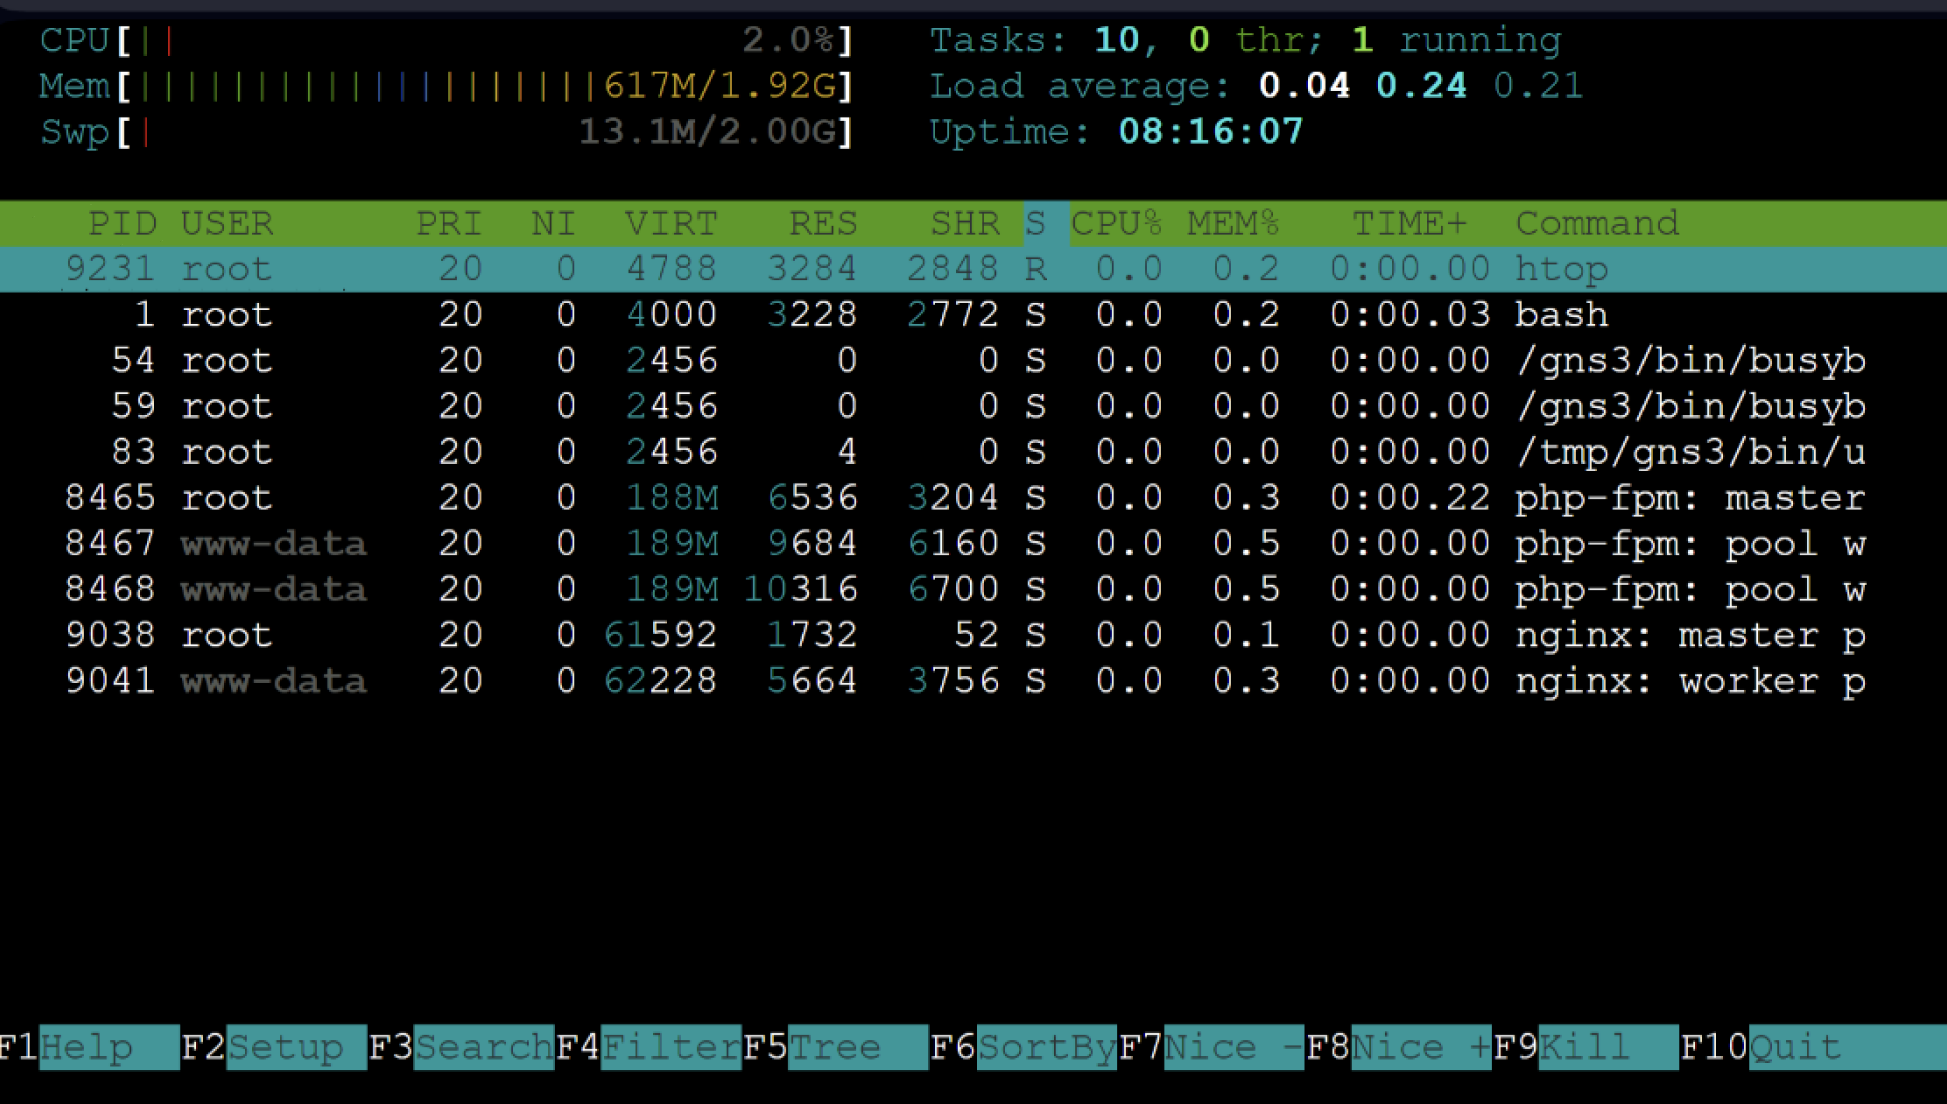 CPU[|| 2.0%] Tasks: 10, 0 thr; 1 running
Mem[||||||||||||||||||||617M/1.92G] Load average: 0.04 0.24 0.21
Swp[| 13.1M/2.00G] Uptime: 08:16:07
PID USER PRI NI VIRT RES SHR S CPU% MEM% TIME+ Command
9231 root 20 0 4788 3284 2848 R 0.0 0.2 0:00.00 htop
1 root 20 0 4000 3228 2772 S 0.0 0.2 0:00.03 bash
54 root 20 0 2456 0 0 S 0.0 0.0 0:00.00 /gns3/bin/busyb
59 root 20 0 2456 0 0 S 0.0 0.0 0:00.00 /gns3/bin/busyb
83 root 20 0 2456 4 0 S 0.0 0.0 0:00.00 /tmp/gns3/bin/u
8465 root 20 0 188M 6536 3204 S 0.0 0.3 0:00.22 php-fpm: master
8467 www-data 20 0 189M 9684 6160 S 0.0 0.5 0:00.00 php-fpm: pool w
8468 www-data 20 0 189M 10316 6700 S 0.0 0.5 0:00.00 php-fpm: pool w
9038 root 20 0 61592 1732 52 S 0.0 0.1 0:00.00 nginx: master p
9041 www-data 20 0 62228 5664 3756 S 0.0 0.3 0:00.00 nginx: worker p
F1Help F2Setup F3SearchF4FilterF5Tree F6SortByF7Nice -F8Nice +F9Kill F10Quit